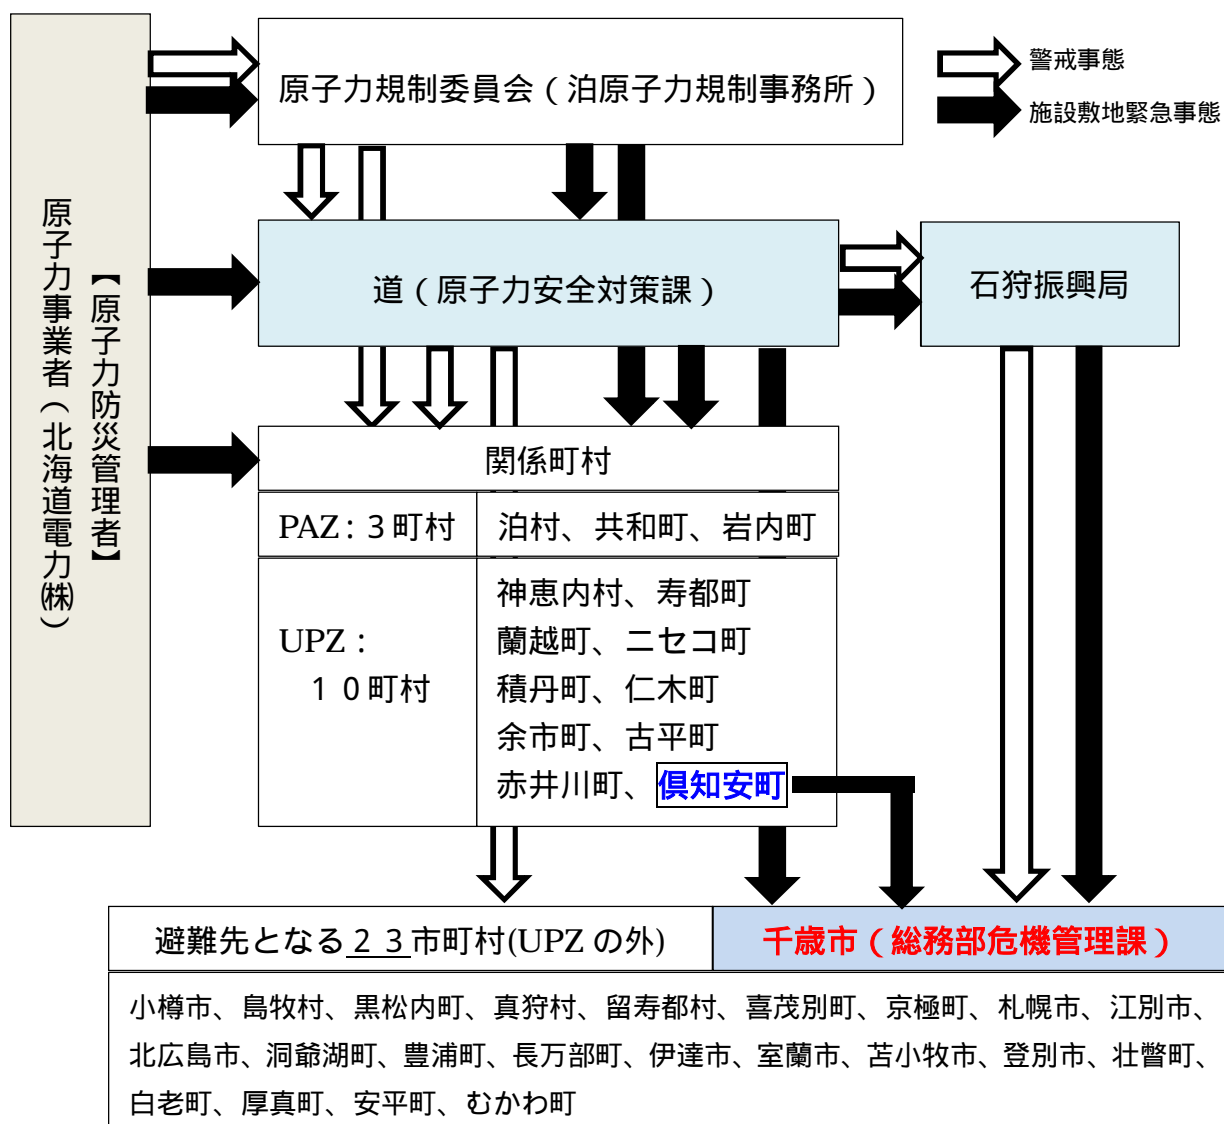 原子力規制委員会（泊原子力規制事務所）
警戒事態
施設敷地緊急事態
【原子力防災管理者】
原子力事業者（北海道電力㈱）
道（原子力安全対策課）
石狩振興局
関係町村
PAZ：３町村
泊村、共和町、岩内町
UPZ：
１０町村
神恵内村、寿都町
蘭越町、ニセコ町
積丹町、仁木町
余市町、古平町
赤井川町、倶知安町
避難先となる２３市町村(UPZ の外)
千歳市（総務部危機管理課）
小樽市、島牧村、黒松内町、真狩村、留寿都村、喜茂別町、京極町、札幌市、江別市、
北広島市、洞爺湖町、豊浦町、長万部町、伊達市、室蘭市、苫小牧市、登別市、壮瞥町、
白老町、厚真町、安平町、むかわ町